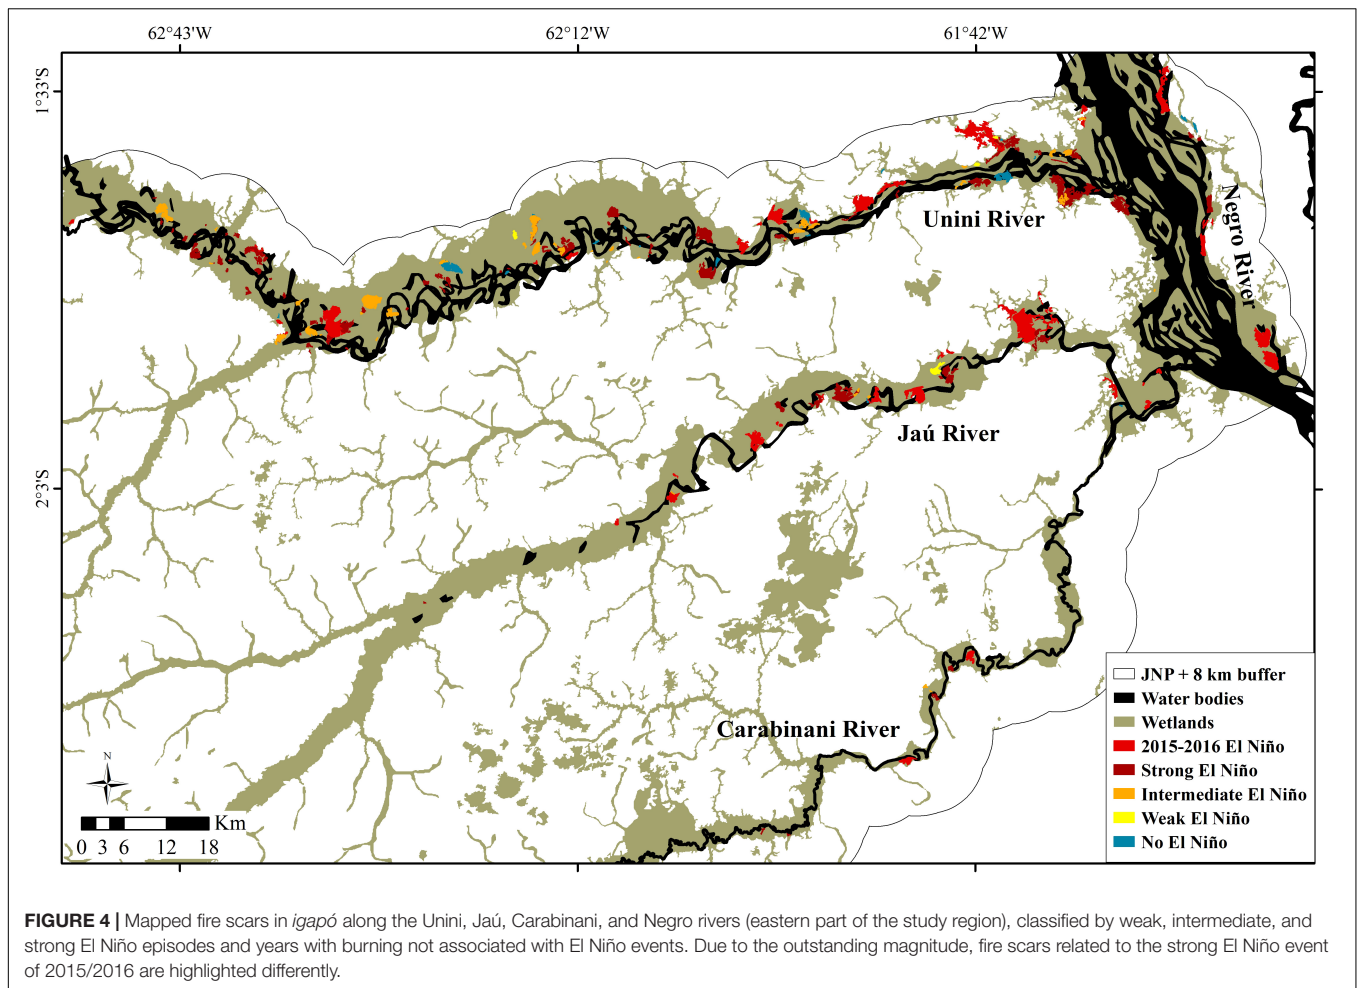 62°43'W
62°12'W
61°42'W
1°33'S
Unini River
Negro River
Jaú River
2°3'S
Carabinani River
N
Km
0 3 6 12 18
JNP + 8 km buffer
Water bodies
Wetlands
2015-2016 El Niño
Strong El Niño
Intermediate El Niño
Weak El Niño
No El Niño
FIGURE 4 | Mapped fire scars in igapó along the Unini, Jaú, Carabinani, and Negro rivers (eastern part of the study region), classified by weak, intermediate, and
strong El Niño episodes and years with burning not associated with El Niño events. Due to the outstanding magnitude, fire scars related to the strong El Niño event
of 2015/2016 are highlighted differently.